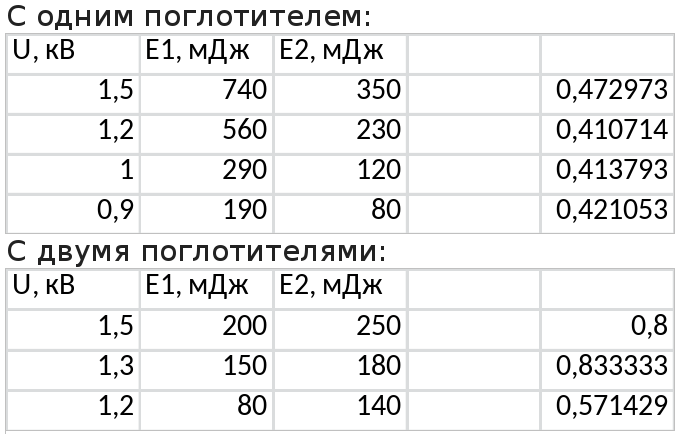 С одним поглотителем:
U, кВ E1, мДж E2, мДж
1,5 740 350 0,472973
1,2 560 230 0,410714
1 290 120 0,413793
0,9 190 80 0,421053
С двумя поглотителями:
U, кВ E1, мДж E2, мДж
1,5 200 250 0,8
1,3 150 180 0,833333
1,2 80 140 0,571429